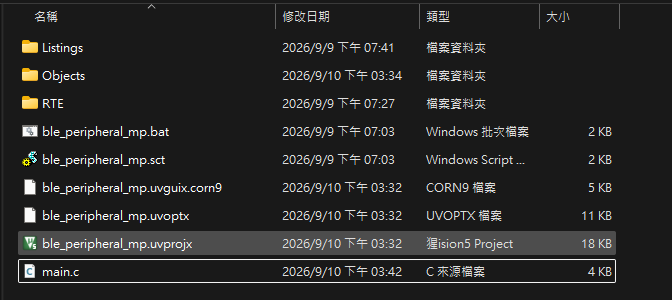 名稱 修改日期 類型 大小
Listings 2026/9/9 下午 07:41 檔案資料夾
Objects 2026/9/10 下午 03:34 檔案資料夾
RTE 2026/9/9 下午 07:27 檔案資料夾
ble_peripheral_mp.bat 2026/9/9 下午 07:03 Windows 批次檔案 2 KB
ble_peripheral_mp.sct 2026/9/9 下午 07:03 Windows Script ... 2 KB
ble_peripheral_mp.uvguix.corn9 2026/9/10 下午 03:32 CORN9 檔案 5 KB
ble_peripheral_mp.uvoptx 2026/9/10 下午 03:32 UVOPTX 檔案 11 KB
ble_peripheral_mp.uvprojx 2026/9/10 下午 03:32 猩ision5 Project 18 KB
main.c 2026/9/10 下午 03:42 C 來源檔案 4 KB